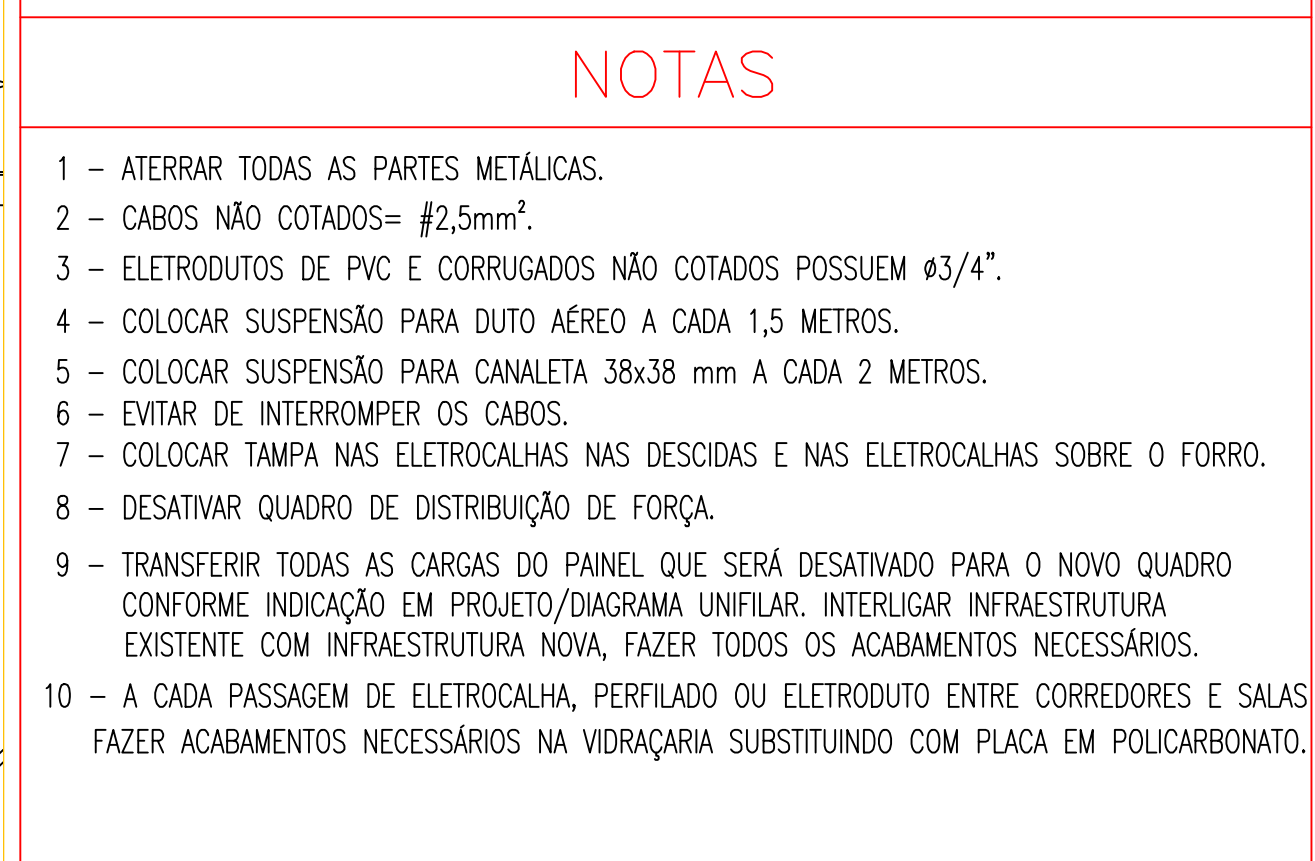 NOTAS
1 – ATERRAR TODAS AS PARTES METÁLICAS.
2 – CABOS NÃO COTADOS= #2,5mm².
3 – ELETRODUTOS DE PVC E CORRUGADOS NÃO COTADOS POSSUEM ø3/4”.
4 – COLOCAR SUSPENSÃO PARA DUTO AÉREO A CADA 1,5 METROS.
5 – COLOCAR SUSPENSÃO PARA CANALETA 38x38 mm A CADA 2 METROS.
6 – EVITAR DE INTERROMPER OS CABOS.
7 – COLOCAR TAMPA NAS ELETROCALHAS NAS DESCIDAS E NAS ELETROCALHAS SOBRE O FORRO.
8 – DESATIVAR QUADRO DE DISTRIBUIÇÃO DE FORÇA.
9 – TRANSFERIR TODAS AS CARGAS DO PAINEL QUE SERÁ DESATIVADO PARA O NOVO QUADRO
CONFORME INDICAÇÃO EM PROJETO/DIAGRAMA UNIFILAR. INTERLIGAR INFRAESTRUTURA
EXISTENTE COM INFRAESTRUTURA NOVA, FAZER TODOS OS ACABAMENTOS NECESSÁRIOS.
10 – A CADA PASSAGEM DE ELETROCALHA, PERFILADO OU ELETRODUTO ENTRE CORREDORES E SALAS
FAZER ACABAMENTOS NECESSÁRIOS NA VIDRAÇARIA SUBSTITUINDO COM PLACA EM POLICARBONATO.